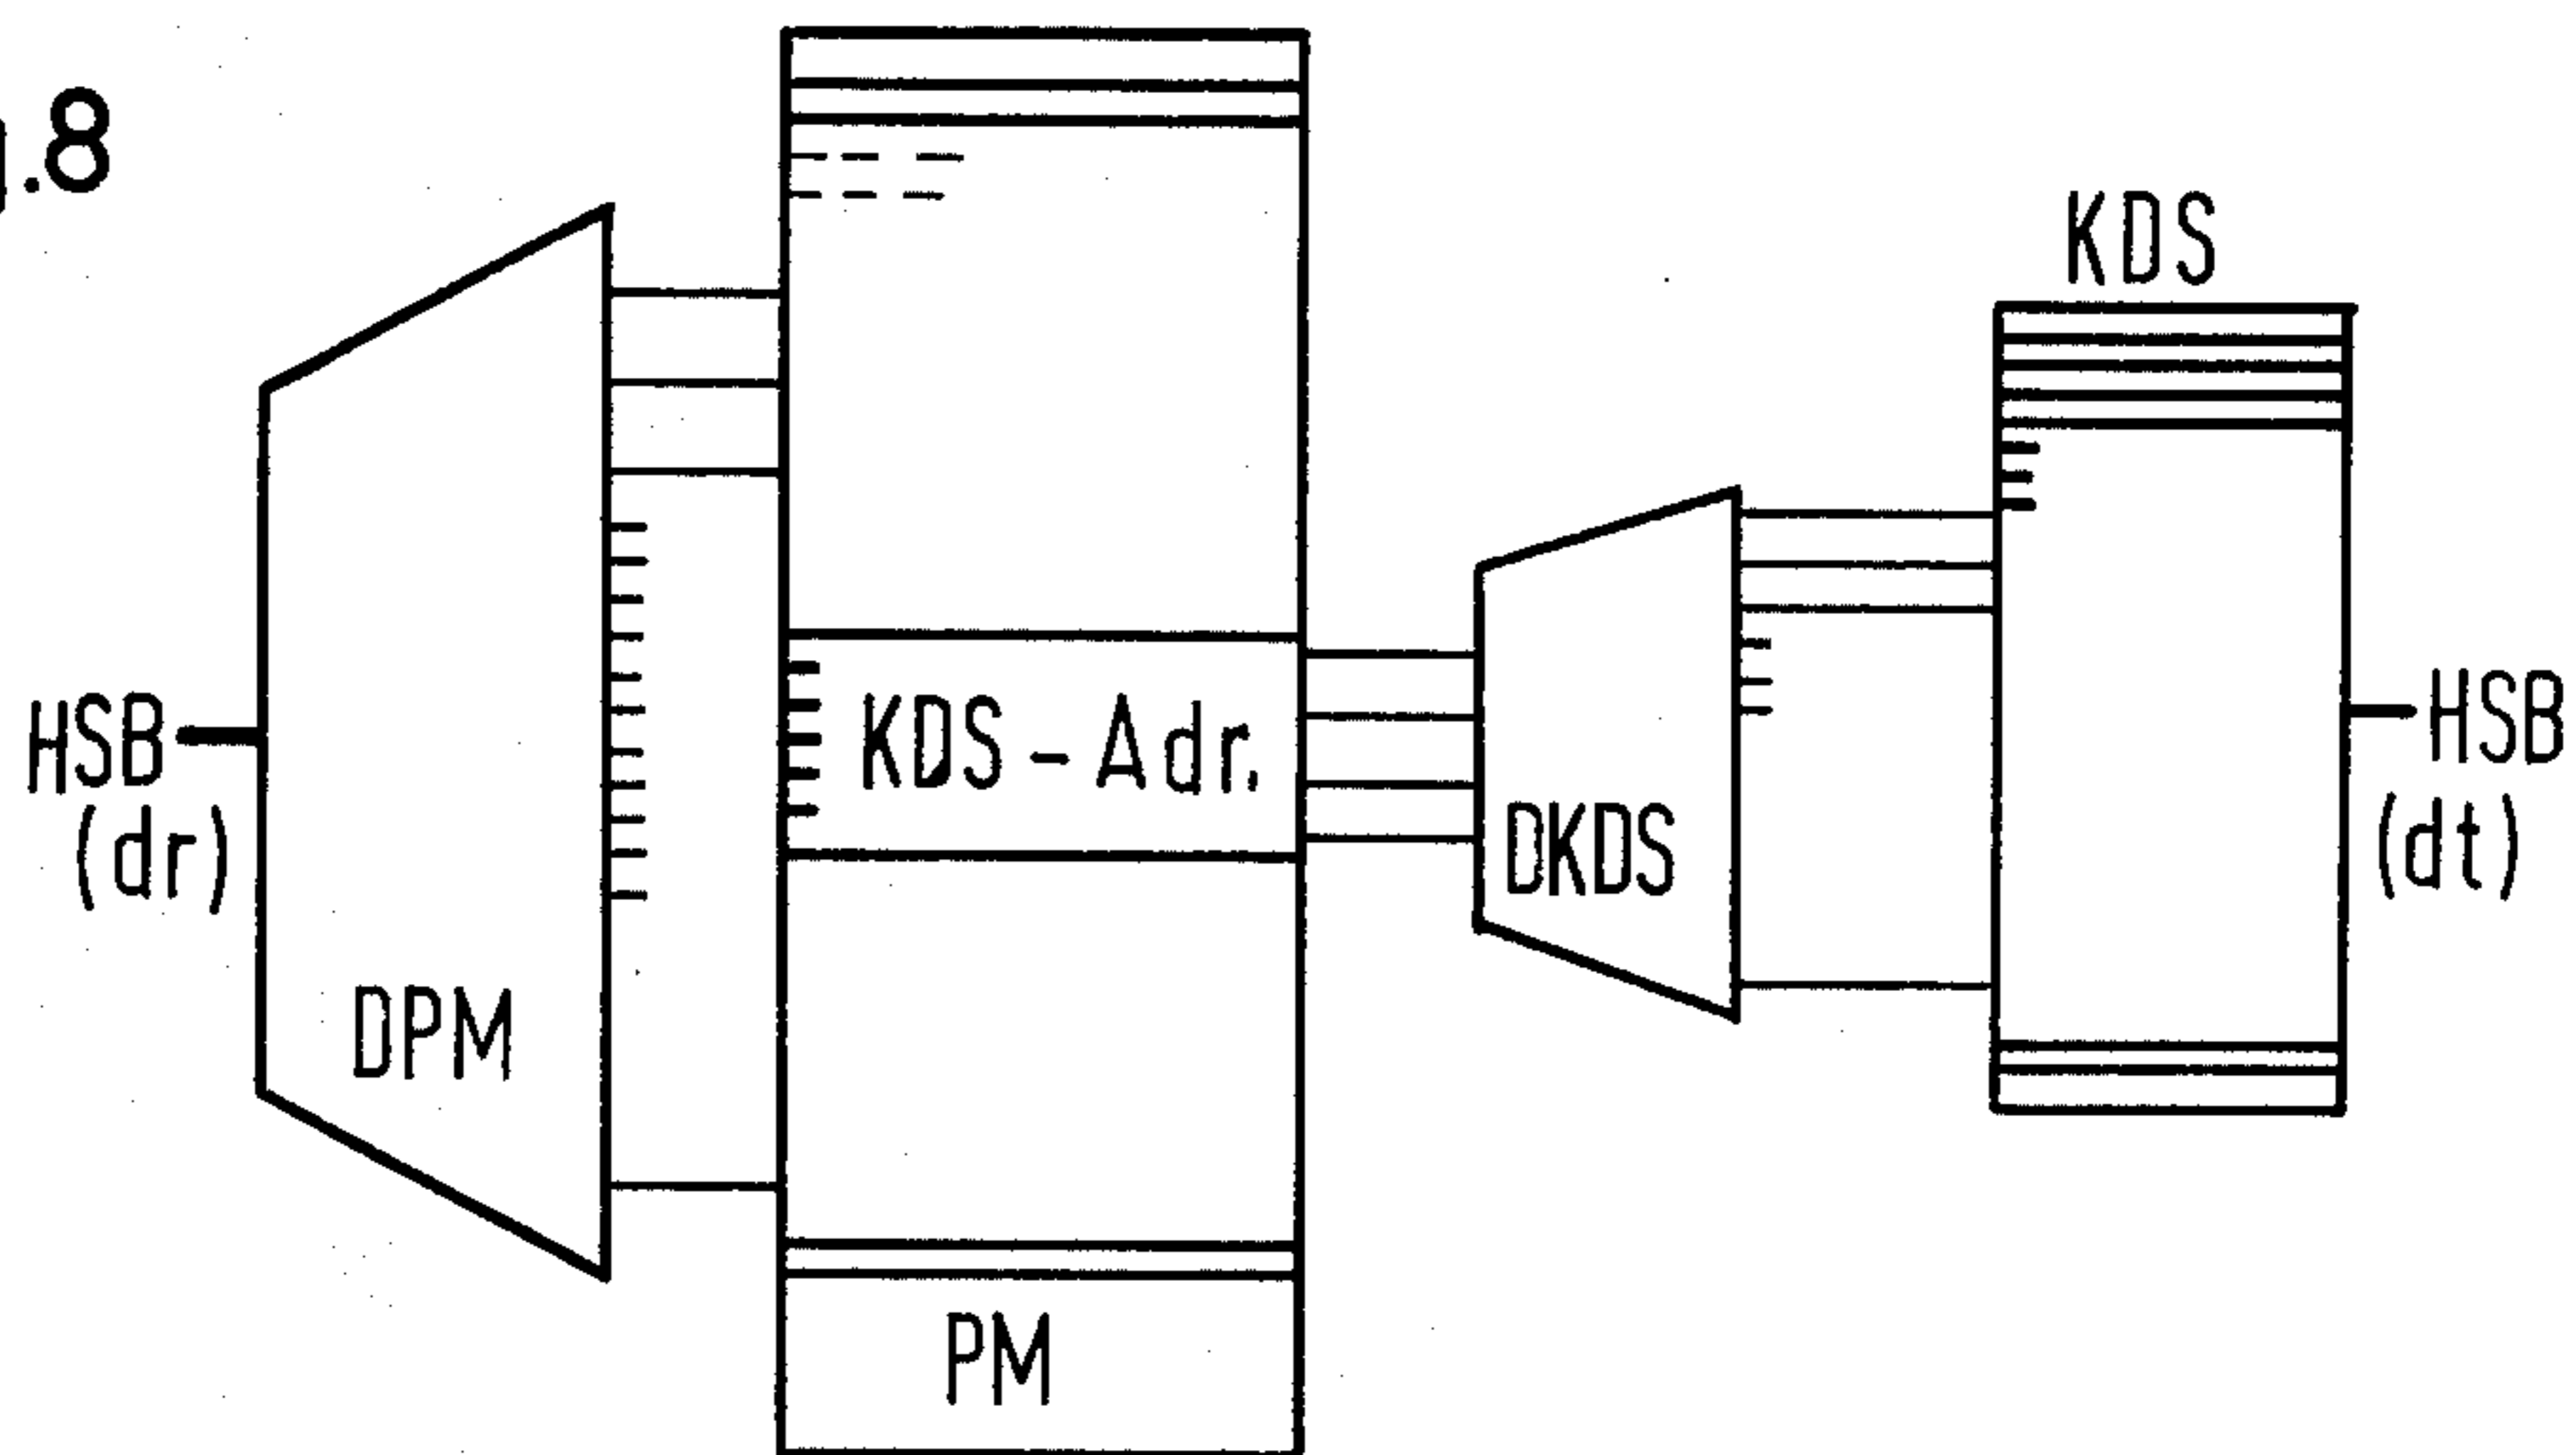 .8
KDS
HSB
(dr)
DPM
KDS - Adr.
DKDS
HSB
(dt)
PM